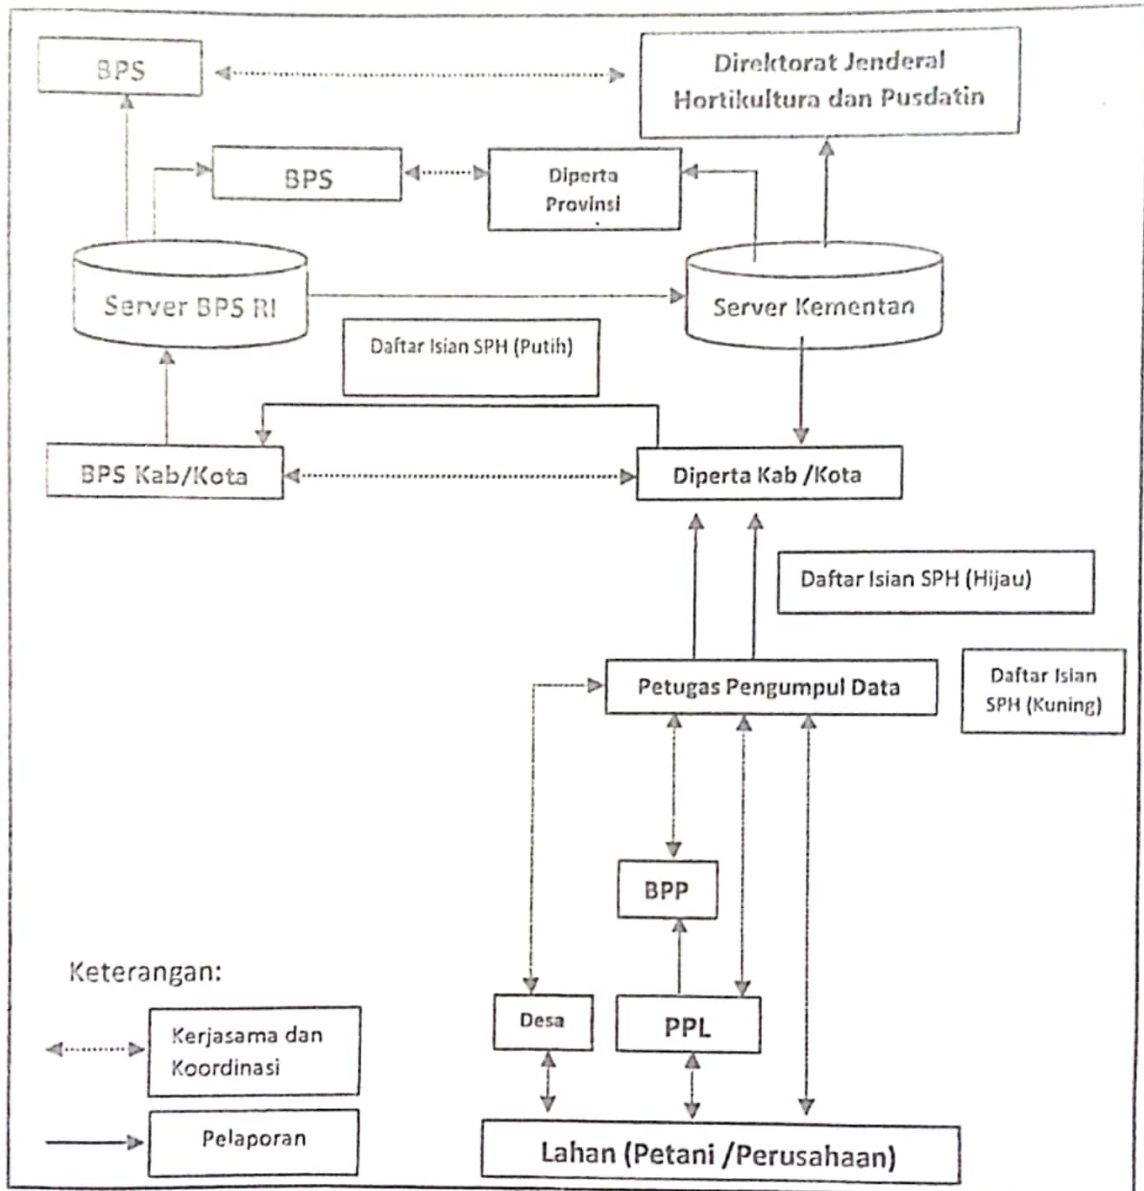 BPS
Direktorat Jenderal
Hortikultura dan Pusdatin
BPS
Diperta
Provinsi
Server BPS RI
Server Kementan
Daftar Isian SPH (Putih)
BPS Kab/Kota
Diperta Kab /Kota
Daftar Isian SPH (Hijau)
Petugas Pengumpul Data
Daftar Isian
SPH (Kuning)
BPP
Keterangan:
Desa
PPL
Kerjasama dan
Koordinasi
Pelaporan
Lahan (Petani /Perusahaan)